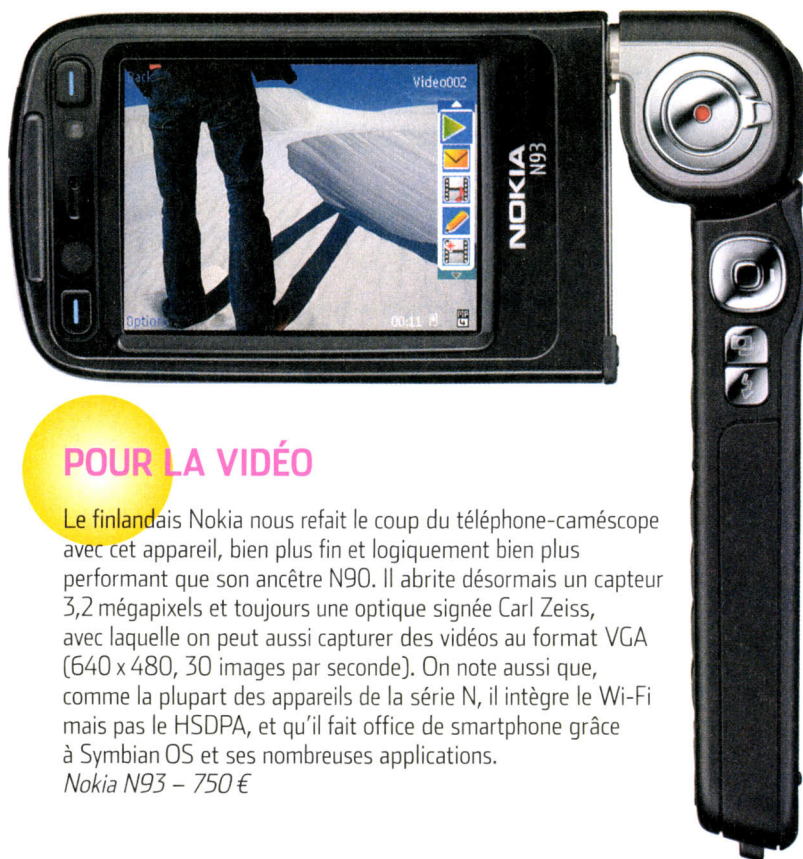 Back
Video002
NOKIA
N93
Option
00:11
POUR LA VIDÉO
Le finlandais Nokia nous refait le coup du téléphone-caméscope
avec cet appareil, bien plus fin et logiquement bien plus
performant que son ancêtre N90. Il abrite désormais un capteur
3,2 mégapixels et toujours une optique signée Carl Zeiss,
avec laquelle on peut aussi capturer des vidéos au format VGA
(640 x 480, 30 images par seconde). On note aussi que,
comme la plupart des appareils de la série N, il intègre le Wi-Fi
mais pas le HSDPA, et qu'il fait office de smartphone grâce
à Symbian OS et ses nombreuses applications.
Nokia N93 – 750 €